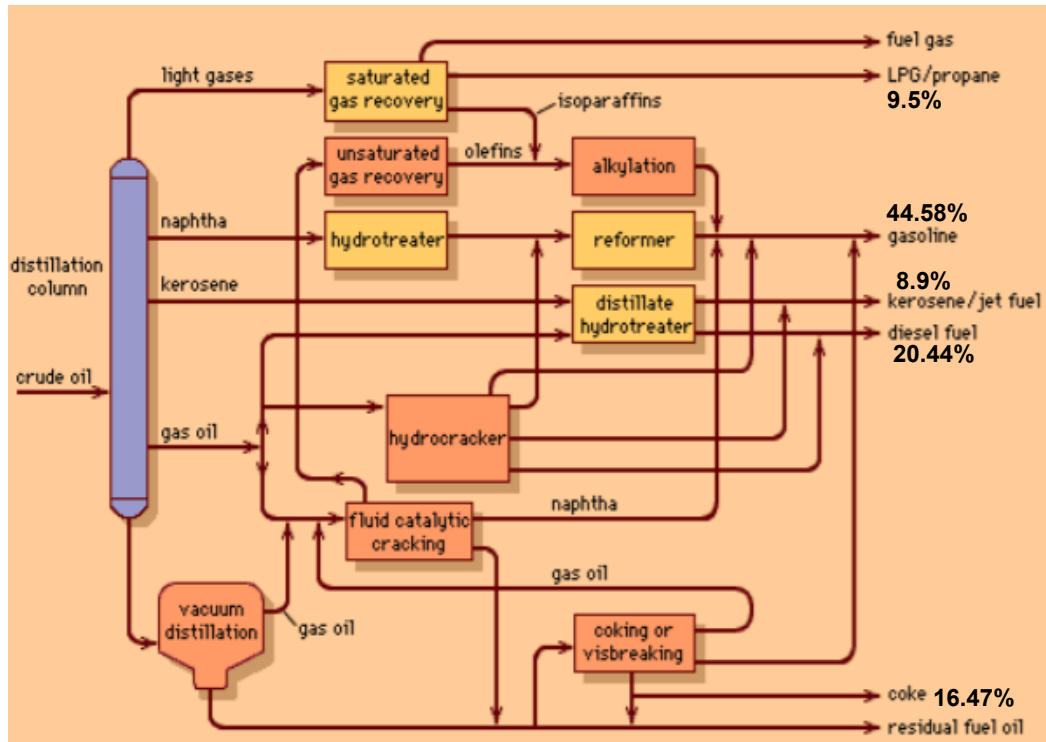 fuel gas
light gases
saturated
gas recovery
LPG/propane
9.5%
isoparaffins
unsaturated
gas recovery
olefins
alkylation
naphtha
hydrotreater
reformer
44.58%
gasoline
distillation
column
kerosene
distillate
hydrotreater
8.9%
kerosene/jet fuel
diesel fuel
20.44%
crude oil
gas oil
hydrocracker
naphtha
fluid catalytic
cracking
gas oil
vacuum
distillation
gas oil
coking or
visbreaking
coke 16.47%
residual fuel oil